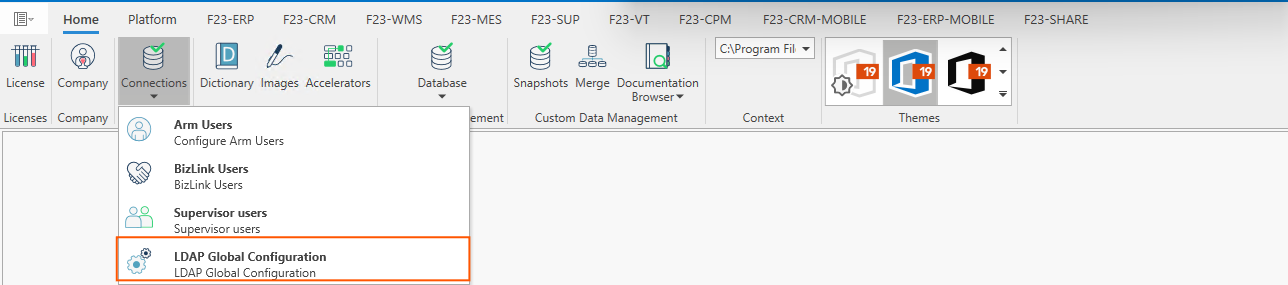 Home Platform F23-ERP F23-CRM F23-WMS F23-MES F23-SUP F23-VT F23-CPM F23-CRM-MOBILE F23-ERP-MOBILE F23-SHARE
C:\Program Fil
19 19 19
License Company Connections Dictionary Images Accelerators Database Snapshots Merge Documentation
Browser
Licenses Company ement Custom Data Management Context Themes
Arm Users
Configure Arm Users
BizLink Users
BizLink Users
Supervisor users
Supervisor users
LDAP Global Configuration
LDAP Global Configuration